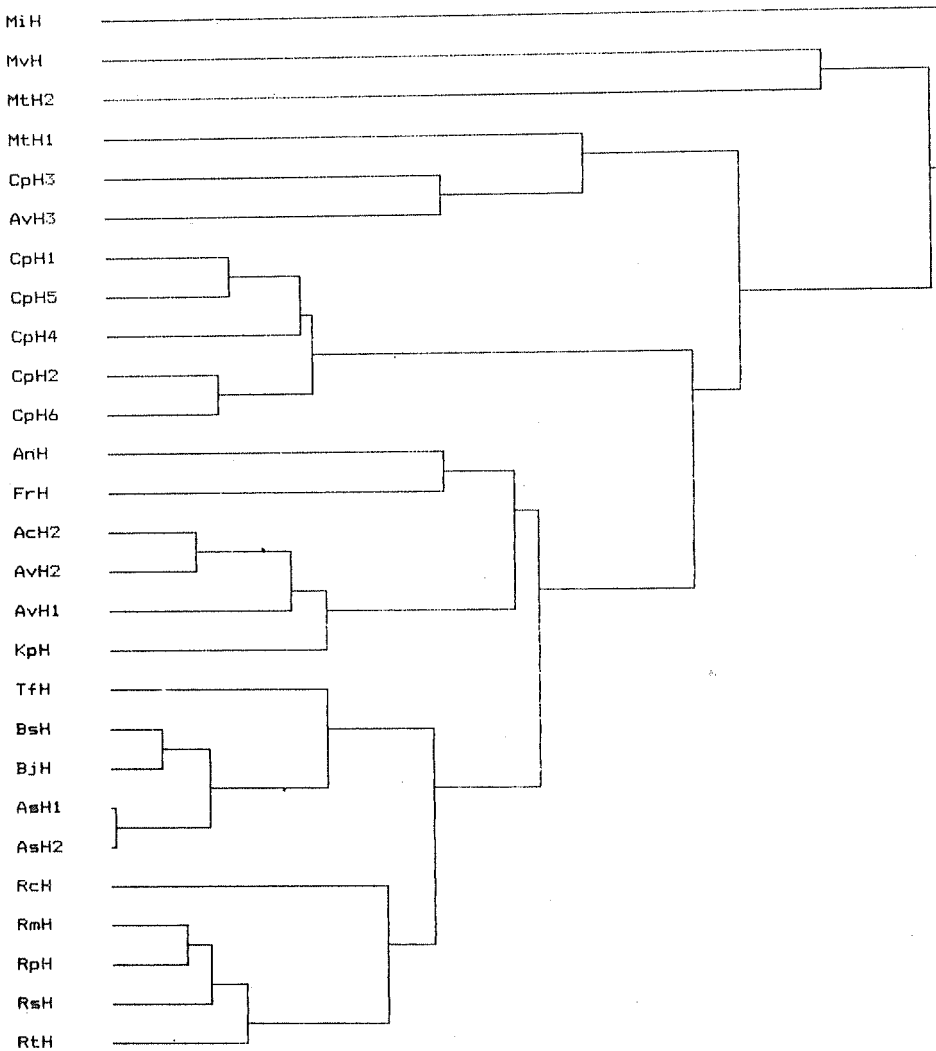 MiH
MvH
MtH2
MtH1
CpH3
AvH3
CpH1
CpH5
CpH4
CpH2
CpH6
AnH
FrH
AcH2
AvH2
AvH1
KpH
TfH
BsH
BjH
AsH1
AsH2
RcH
RmH
RpH
RsH
RtH